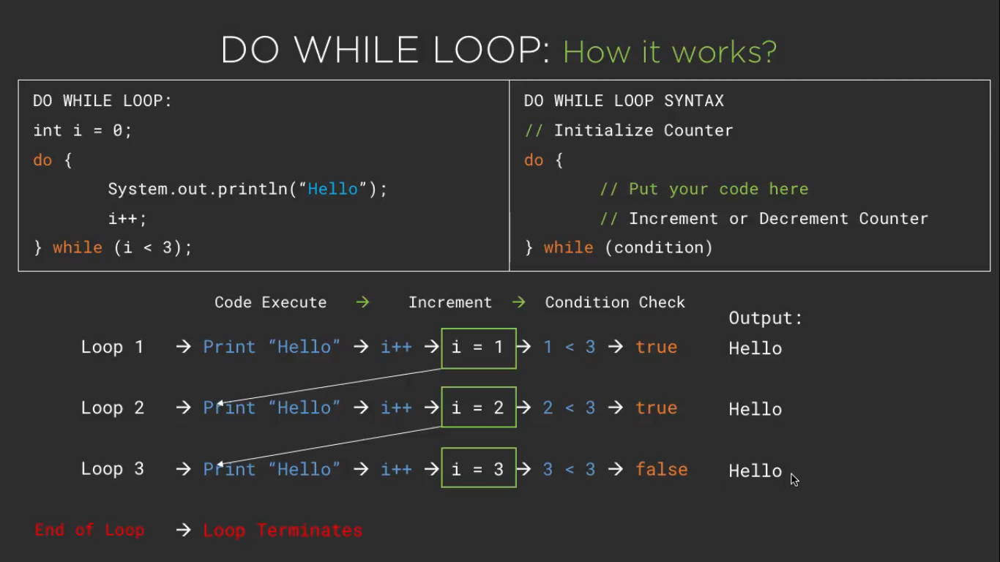 DO WHILE LOOP: How it works?
DO WHILE LOOP:
int i = 0;
do {
System.out.println(“Hello”);
i++;
} while (i < 3);
DO WHILE LOOP SYNTAX
// Initialize Counter
do {
// Put your code here
// Increment or Decrement Counter
} while (condition)
Code Execute → Increment → Condition Check
Output:
Loop 1 → Print “Hello” → i++ → i = 1 → 1 < 3 → true Hello
Loop 2 → Print “Hello” → i++ → i = 2 → 2 < 3 → true Hello
Loop 3 → Print “Hello” → i++ → i = 3 → 3 < 3 → false Hello
End of Loop → Loop Terminates